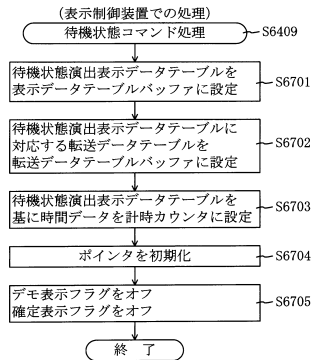 (表示制御装置での処理)
待機状態コマンド処理
S6409
待機状態演出表示データテーブルを
表示データテーブルバッファに設定
S6701
待機状態演出表示データテーブルに
対応する転送データテーブルを
転送データテーブルバッファに設定
S6702
待機状態演出表示データテーブルを
基に時間データを計時カウンタに設定
S6703
ポインタを初期化
S6704
デモ表示フラグをオフ
確定表示フラグをオフ
S6705
終了